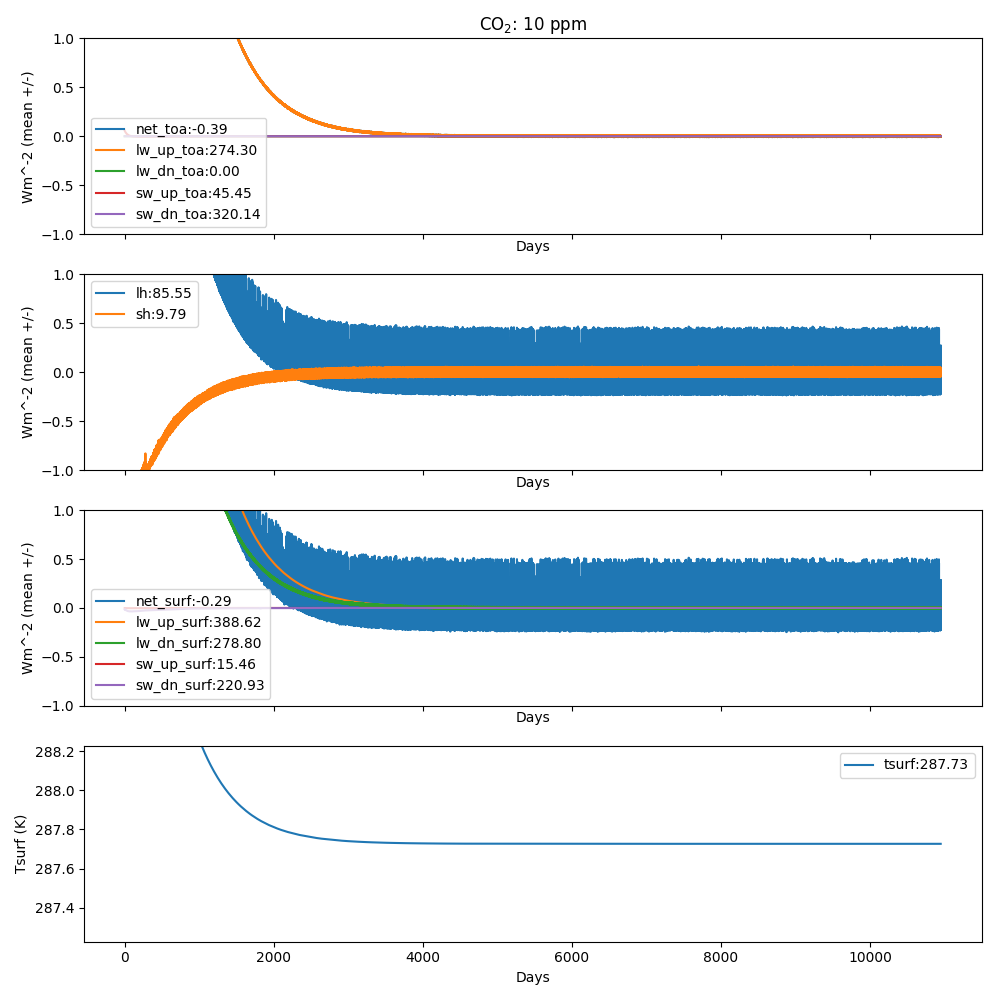 CO₂: 10 ppm
Wm^-2 (mean +/-)
1.0
0.5
0.0
−0.5
−1.0
net_toa:-0.39
lw_up_toa:274.30
lw_dn_toa:0.00
sw_up_toa:45.45
sw_dn_toa:320.14
Days
Wm^-2 (mean +/-)
1.0
0.5
0.0
−0.5
−1.0
lh:85.55
sh:9.79
Days
Wm^-2 (mean +/-)
1.0
0.5
0.0
−0.5
−1.0
net_surf:-0.29
lw_up_surf:388.62
lw_dn_surf:278.80
sw_up_surf:15.46
sw_dn_surf:220.93
Days
Tsurf (K)
288.2
288.0
287.8
287.6
287.4
tsurf:287.73
0 2000 4000 6000 8000 10000
Days